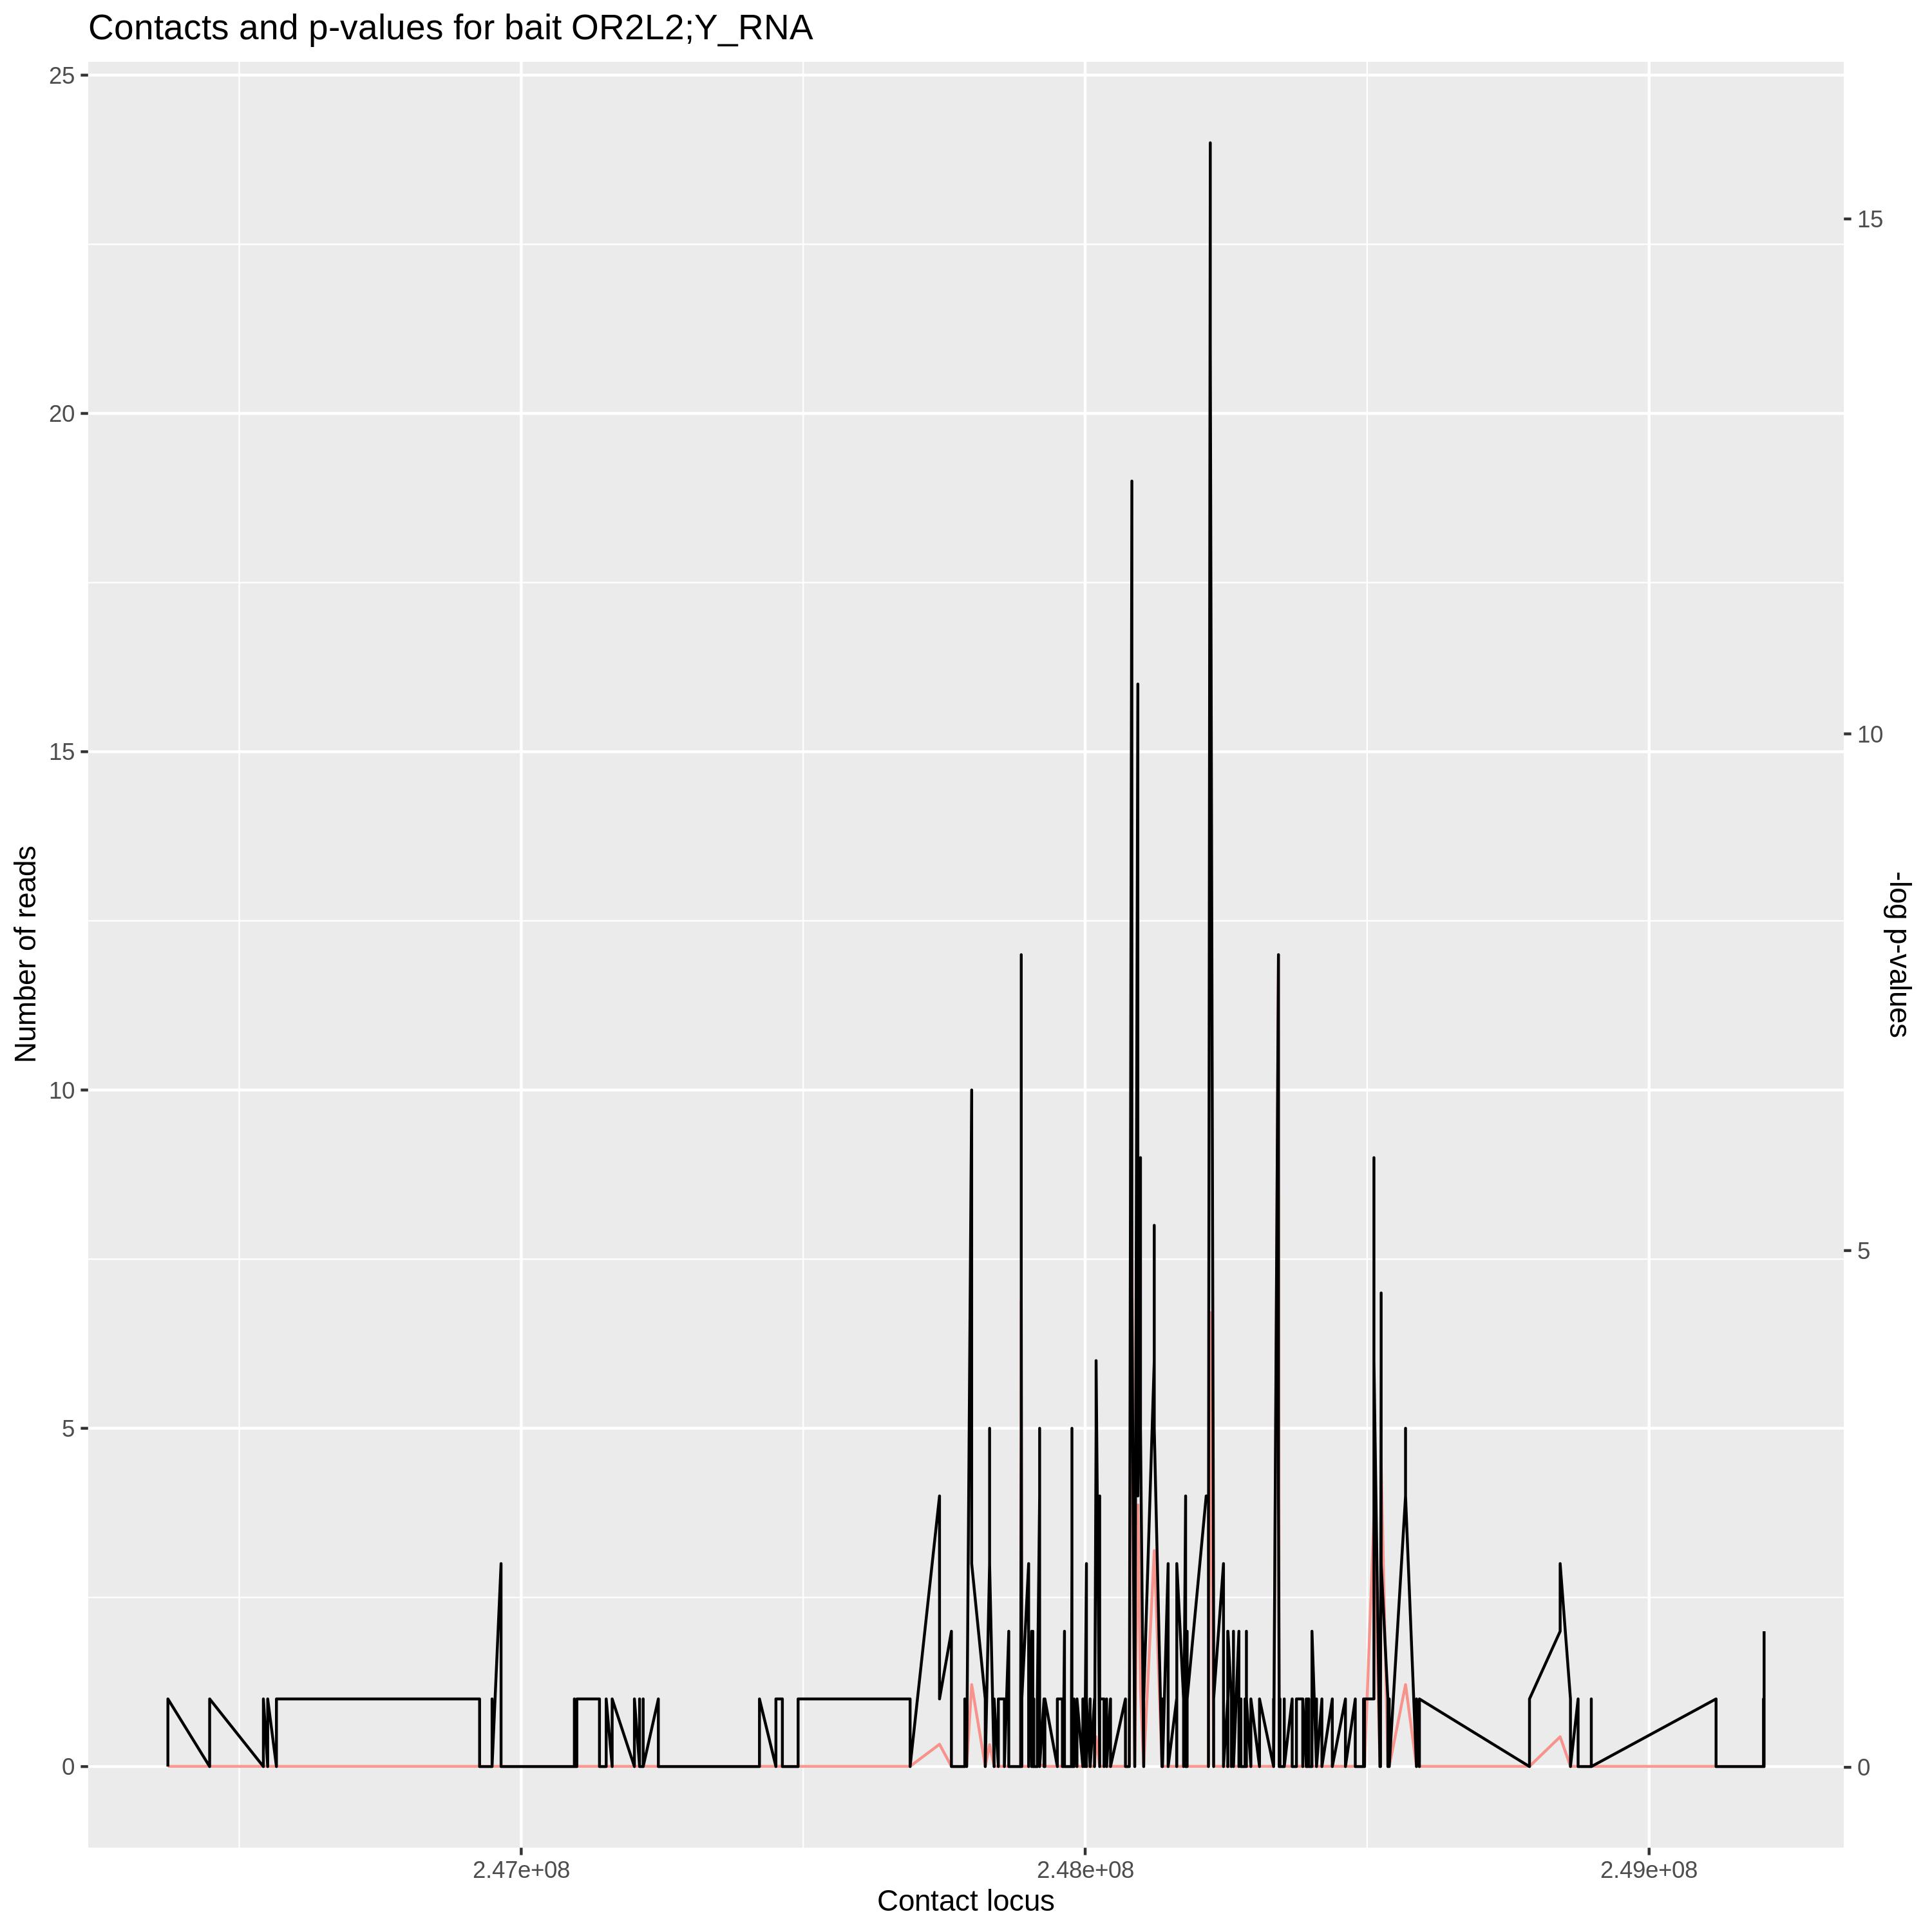 Contacts and p-values for bait OR2L2;Y_RNA
25
20
15
10
5
0
Number of reads
15
10
5
0
-log p-values
2.47e+08
2.48e+08
2.49e+08
Contact locus